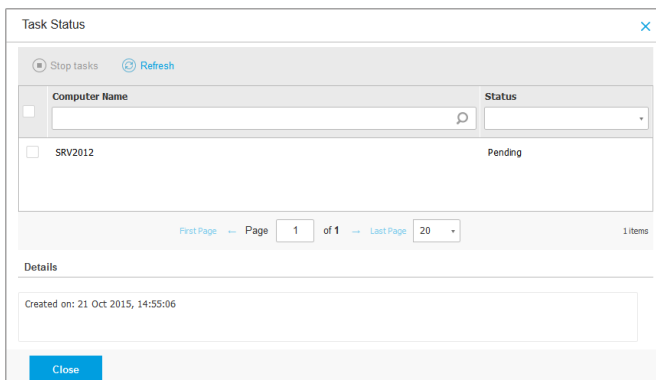 Task Status
Stop tasks Refresh
Computer Name Status
SRV2012 Pending
First Page ← Page 1 of 1 → Last Page 20 1 items
Details
Created on: 21 Oct 2015, 14:55:06
Close